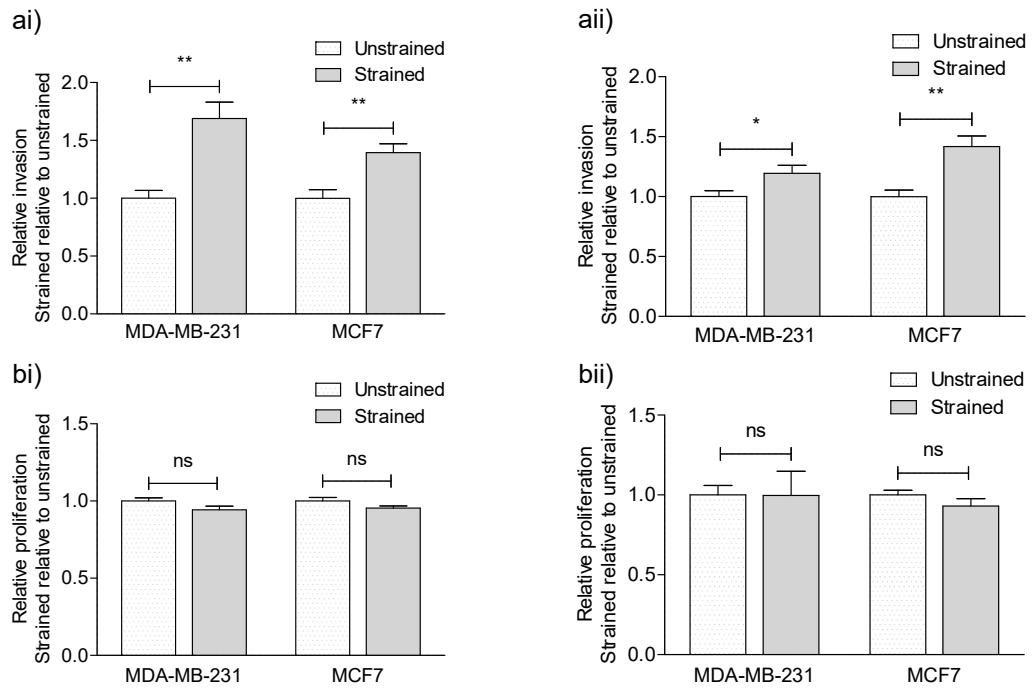 ai)
Unstrained
Strained
Relative invasion
Strained relative to unstrained
2.0
1.5
1.0
0.5
0.0
**
**
MDA-MB-231
MCF7
aii)
Unstrained
Strained
Relative invasion
Strained relative to unstrained
2.0
1.5
1.0
0.5
0.0
*
**
MDA-MB-231
MCF7
bi)
Unstrained
Strained
Relative proliferation
Strained relative to unstrained
1.5
1.0
0.5
0.0
ns
ns
MDA-MB-231
MCF7
bii)
Unstrained
Strained
Relative proliferation
Strained relative to unstrained
1.5
1.0
0.5
0.0
ns
ns
MDA-MB-231
MCF7